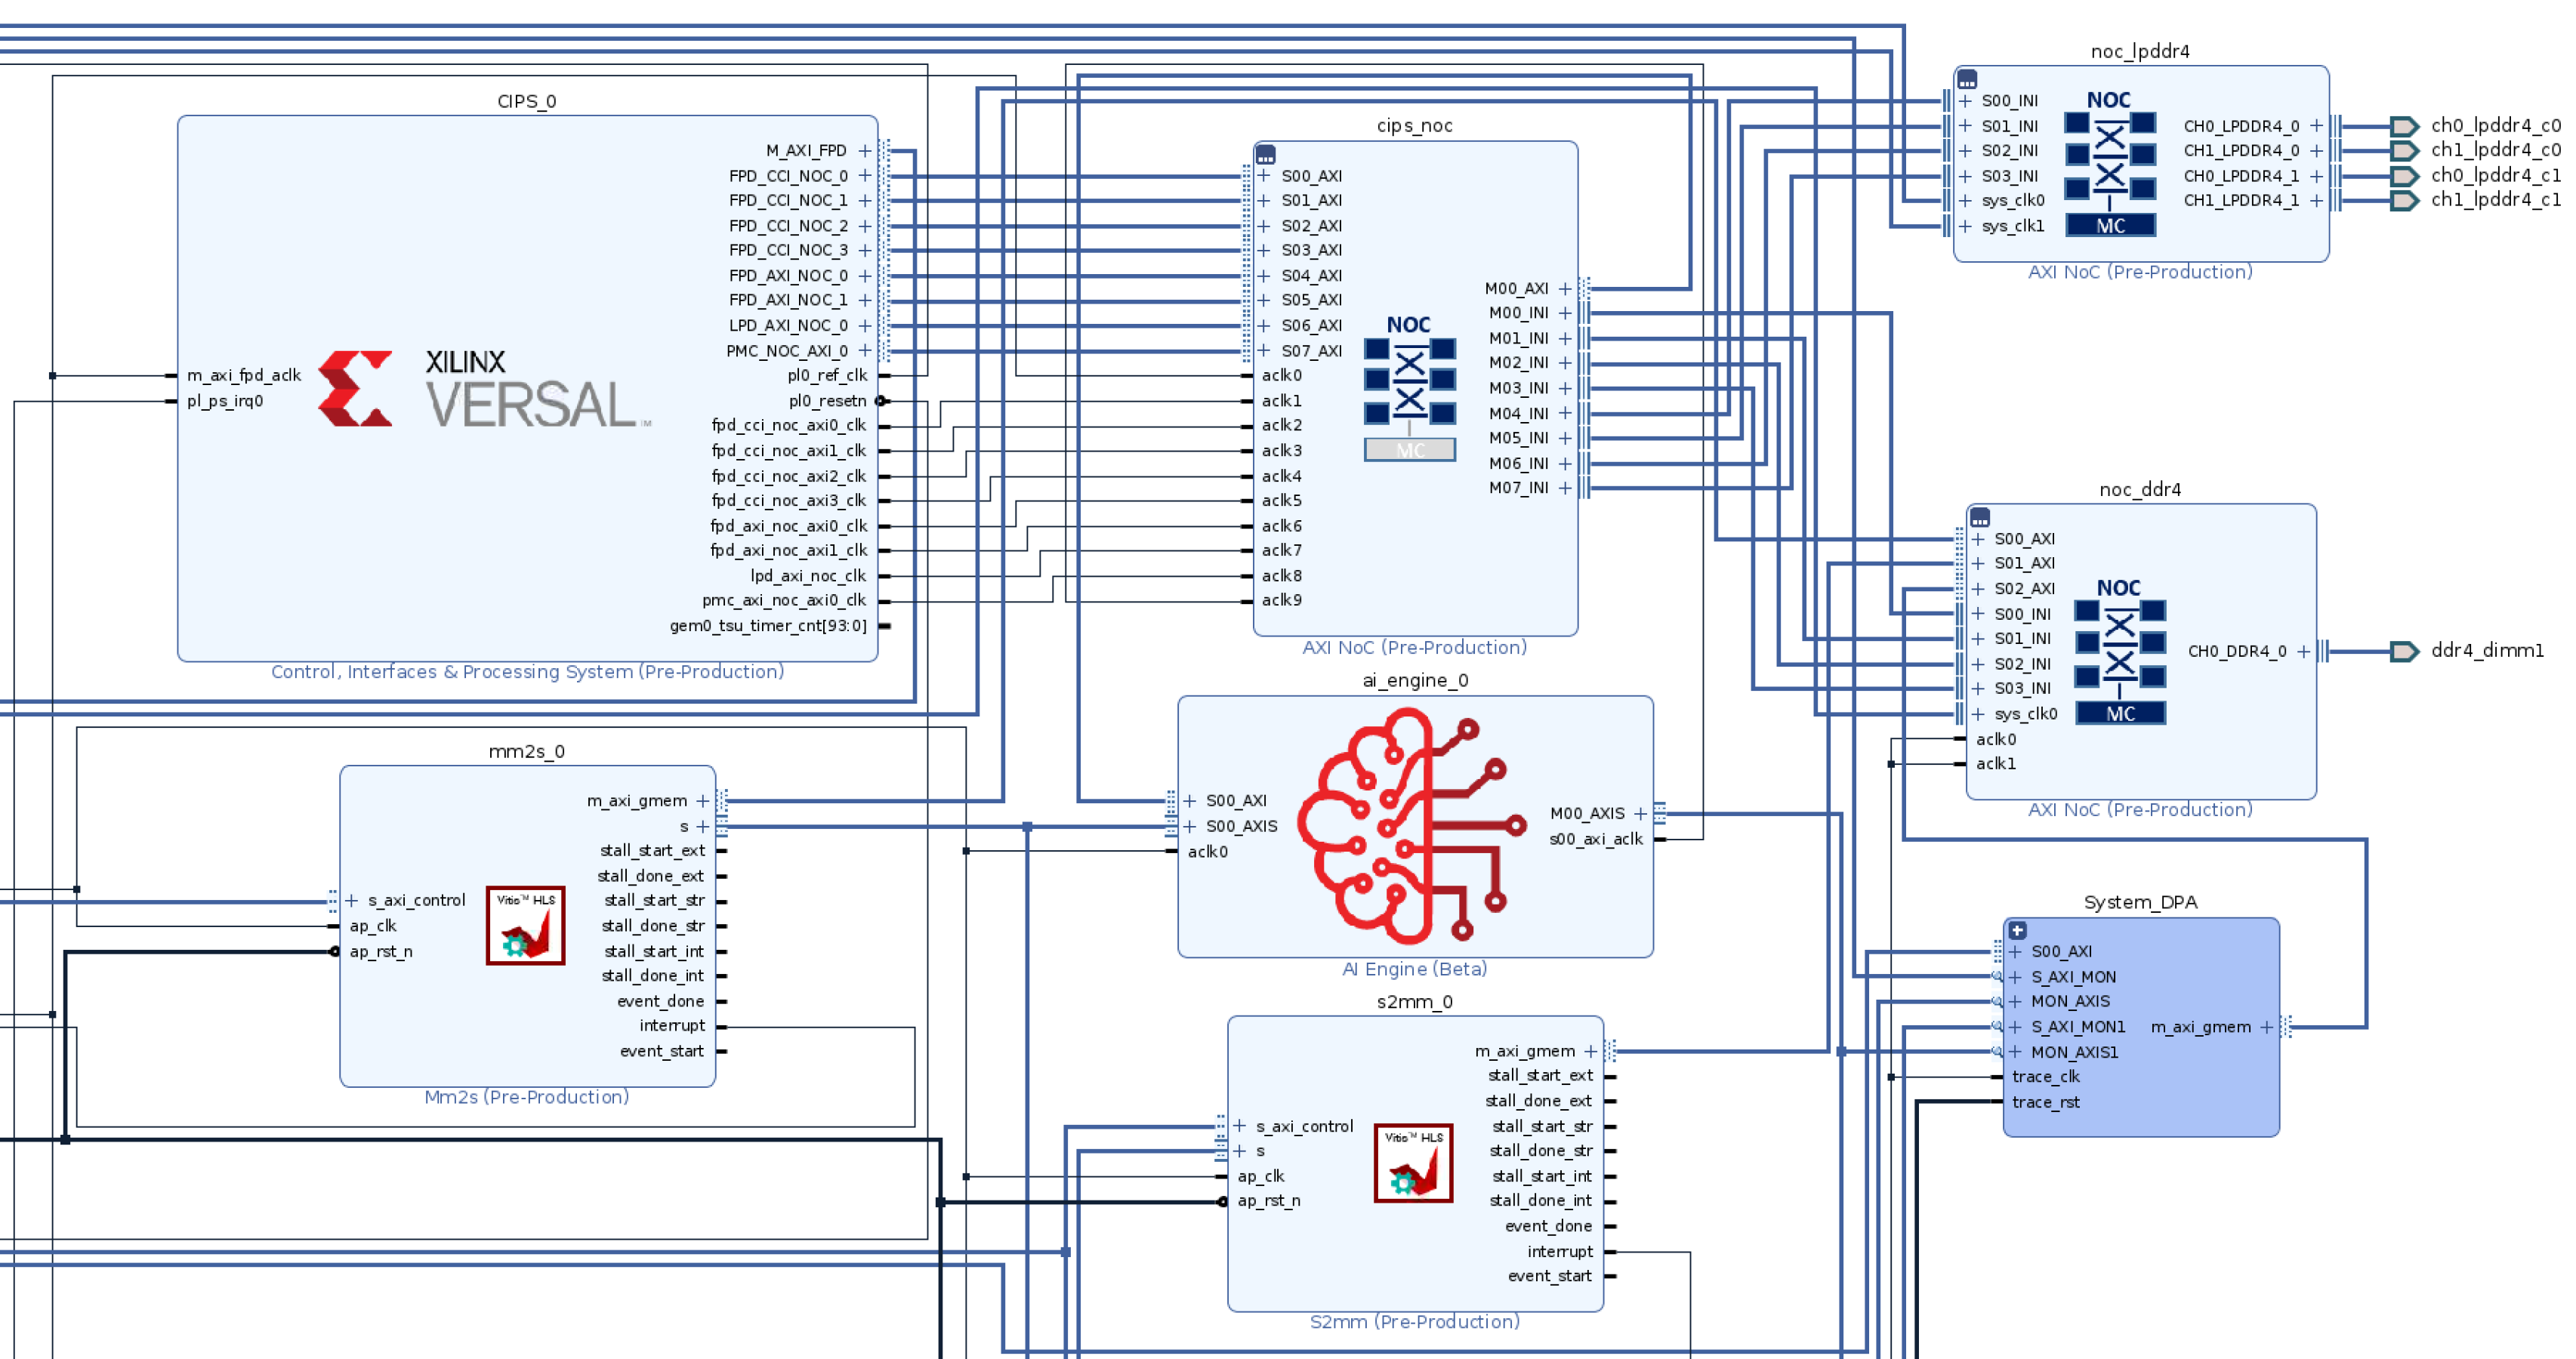 CIPS_0
M_AXI_FPD
FPD_CCI_NOC_0
FPD_CCI_NOC_1
FPD_CCI_NOC_2
FPD_CCI_NOC_3
FPD_AXI_NOC_0
FPD_AXI_NOC_1
LPD_AXI_NOC_0
PMC_NOC_AXI_0
m_axi_fpd_aclk
pl_ps_irq0
XILINX
VERSAL™
pl0_ref_clk
pl0_resetn
fpd_cci_noc_axi0_clk
fpd_cci_noc_axi1_clk
fpd_cci_noc_axi2_clk
fpd_cci_noc_axi3_clk
fpd_axi_noc_axi0_clk
fpd_axi_noc_axi1_clk
lpd_axi_noc_clk
pmc_axi_noc_axi0_clk
gem0_tsu_timer_cnt[93:0]
Control, Interfaces & Processing System (Pre-Production)
cips_noc
S00_AXI
S01_AXI
S02_AXI
S03_AXI
S04_AXI
S05_AXI
S06_AXI
S07_AXI
aclk0
aclk1
aclk2
aclk3
aclk4
aclk5
aclk6
aclk7
aclk8
aclk9
NOC
MC
M00_AXI
M00_INI
M01_INI
M02_INI
M03_INI
M04_INI
M05_INI
M06_INI
M07_INI
AXI NoC (Pre-Production)
noc_lpddr4
S00_INI
S01_INI
S02_INI
S03_INI
sys_clk0
sys_clk1
NOC
MC
CH0_LPDDR4_0
CH1_LPDDR4_0
CH0_LPDDR4_1
CH1_LPDDR4_1
ch0_lpddr4_c0
ch1_lpddr4_c0
ch0_lpddr4_c1
ch1_lpddr4_c1
AXI NoC (Pre-Production)
noc_ddr4
S00_AXI
S01_AXI
S02_AXI
S00_INI
S01_INI
S02_INI
S03_INI
sys_clk0
aclk0
aclk1
NOC
MC
CH0_DDR4_0
ddr4_dimm1
AXI NoC (Pre-Production)
mm2s_0
m_axi_gmem
s
stall_start_ext
stall_done_ext
stall_start_str
stall_done_str
stall_start_int
stall_done_int
event_done
interrupt
event_start
s_axi_control
ap_clk
ap_rst_n
Vitis™ HLS
Mm2s (Pre-Production)
ai_engine_0
S00_AXI
S00_AXIS
aclk0
M00_AXIS
s00_axi_aclk
AI Engine (Beta)
s2mm_0
m_axi_gmem
stall_start_ext
stall_done_ext
stall_start_str
stall_done_str
stall_start_int
stall_done_int
event_done
interrupt
event_start
s_axi_control
s
ap_clk
ap_rst_n
Vitis™ HLS
S2mm (Pre-Production)
System_DPA
S00_AXI
S_AXI_MON
MON_AXIS
S_AXI_MON1
MON_AXIS1
trace_clk
trace_rst
m_axi_gmem